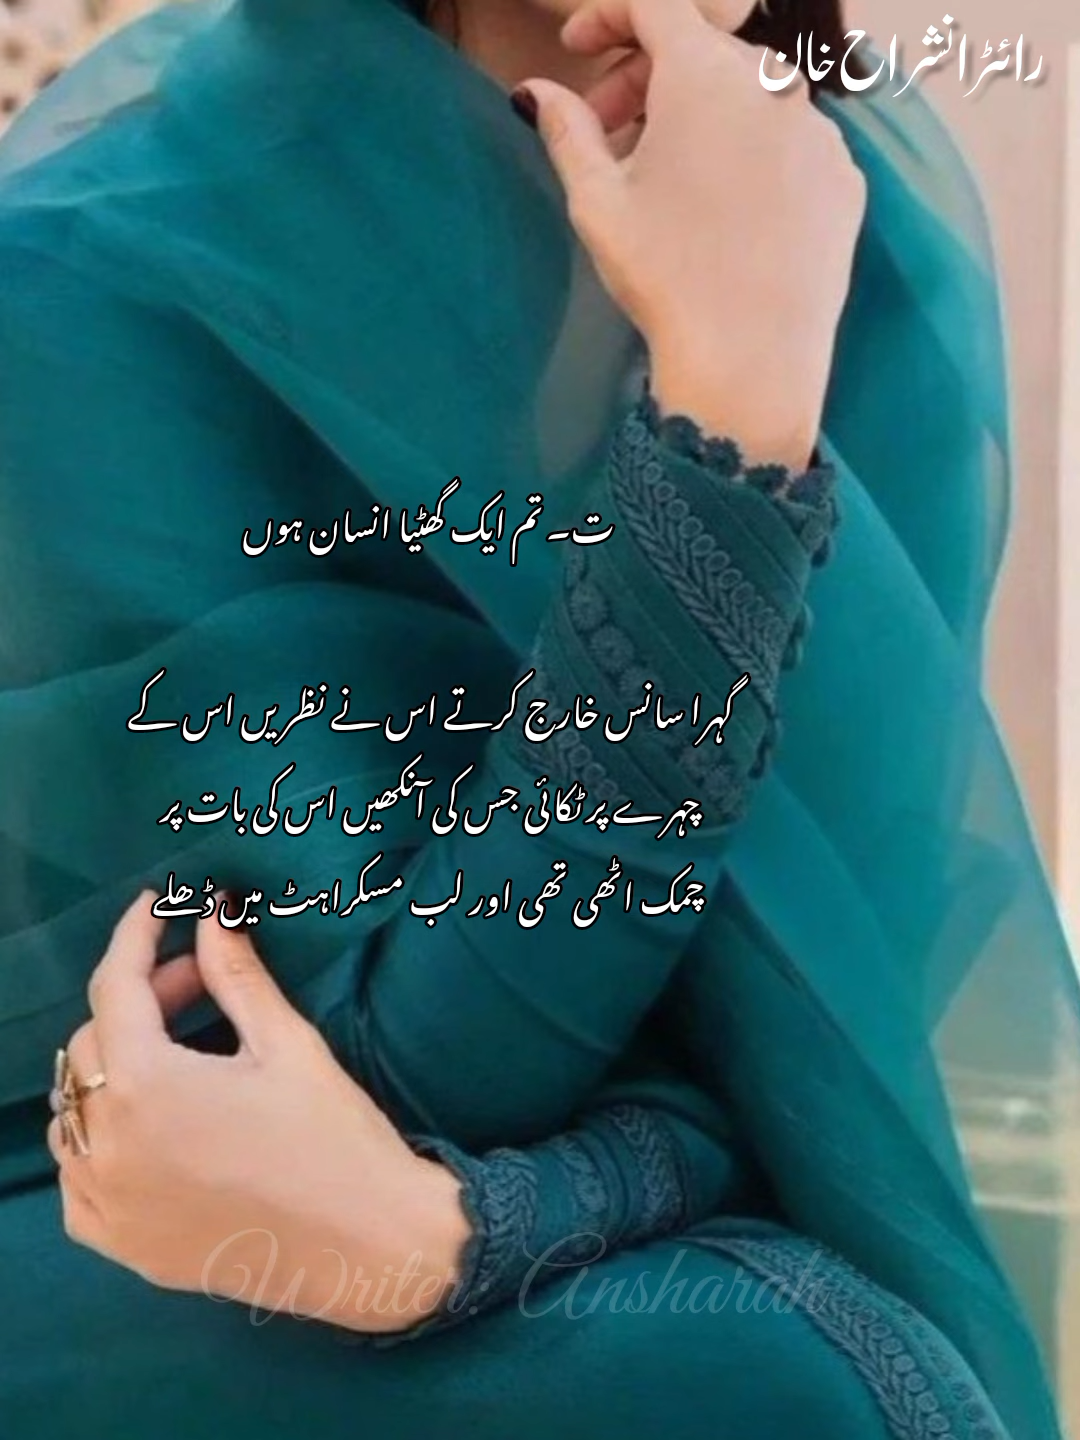 رائٹر انشراح خان
ت۔ تم ایک گھٹیا انسان ہوں
گہرا سانس خارج کرتے اس نے نظریں اس کے
چہرے پر ٹکائی جس کی آنکھیں اس کی بات پر
چمک اٹھی تھی اور لب مسکراہٹ میں ڈھلے
Writer: Ansharah